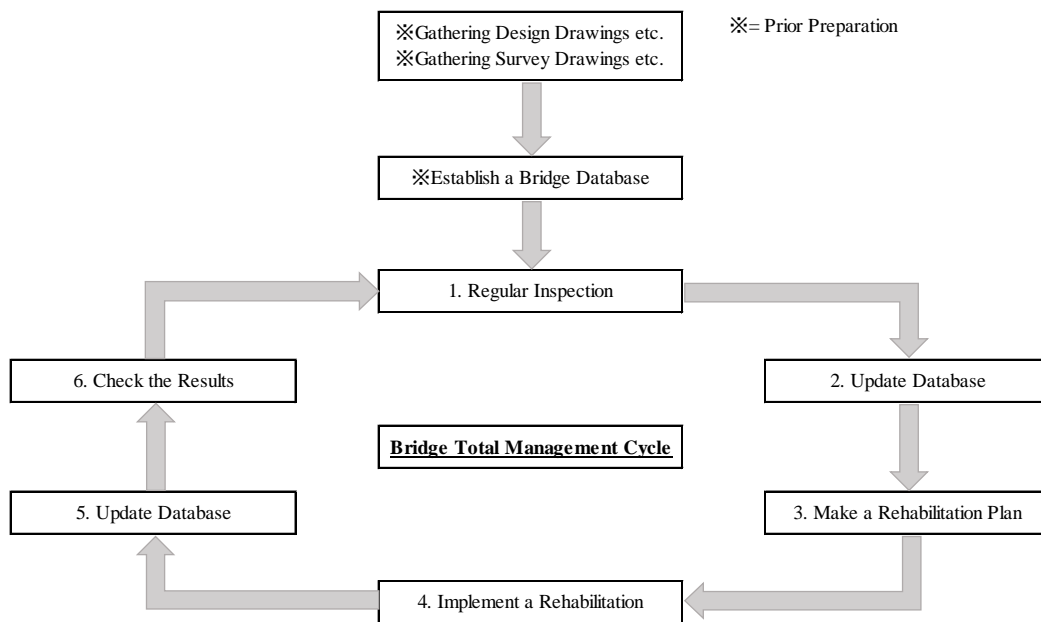 ※Gathering Design Drawings etc.
※Gathering Survey Drawings etc.
※= Prior Preparation
※Establish a Bridge Database
1. Regular Inspection
6. Check the Results
2. Update Database
Bridge Total Management Cycle
5. Update Database
3. Make a Rehabilitation Plan
4. Implement a Rehabilitation